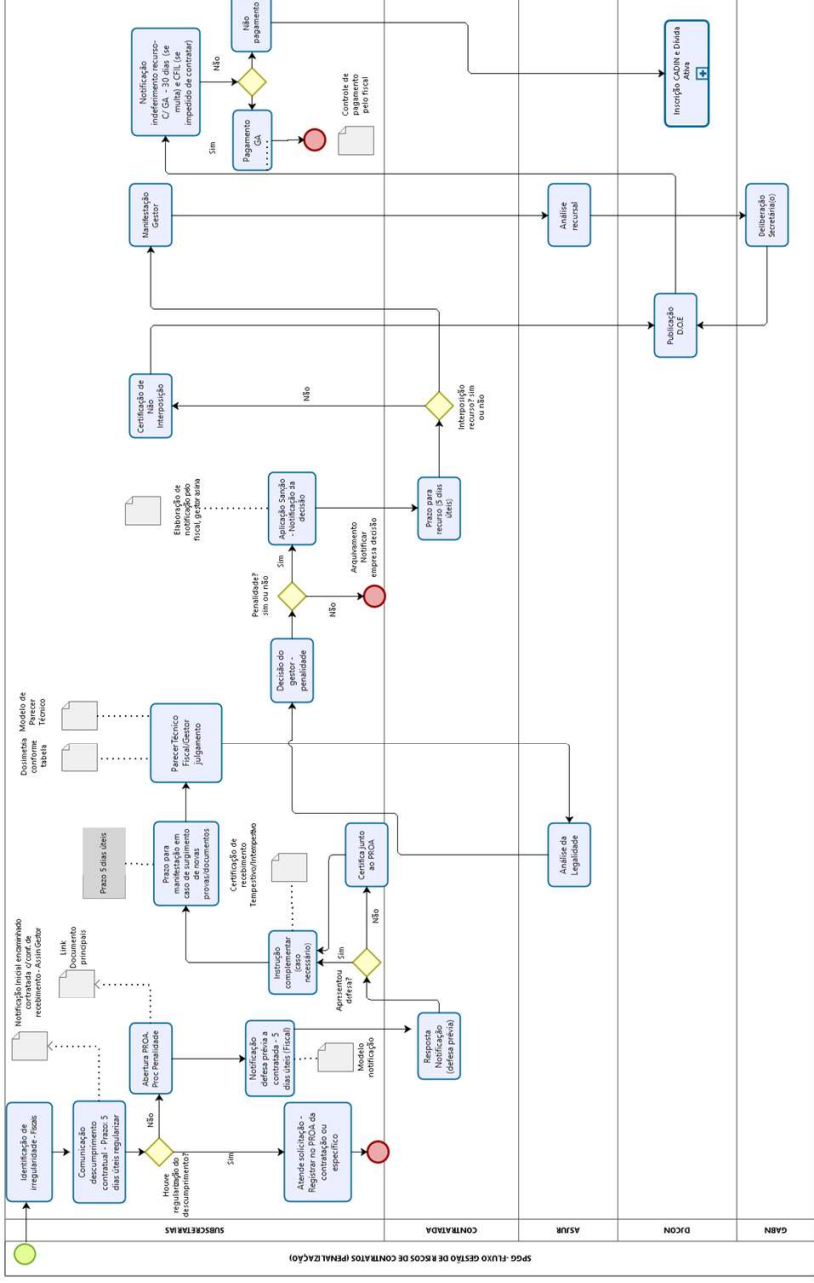 SPGG -FLUXO GESTÃO DE RISCOS DE CONTRATOS (PENALIZAÇÃO)
SUBSCRETARIAS
CONTRATADA
ASJUR
DJCON
GABN
Identificação de
irregularidade - Fiscais
Comunicação
descumprimento
contratual - Prazo: 5
dias úteis regularizar
Houve
regularização do
descumprimento?
Sim
Não
Atende solicitação -
Registrar no PROA da
contratação ou
específico
Notificação Inicial encaminhado
contratada c/conf. de
recebimento - Assin Gestor
Link
Documento
principais
Abertura PROA.
Proc Penalidade
Notificação
defesa prévia a
contratada - 5
dias úteis (Fiscal)
Modelo
notificação
Resposta
Notificação
(defesa prévia)
Apresentou
defesa?
Sim
Não
Instrução
complementar
(caso
necessário)
Certifica junto
ao PROA
Certificação de
recebimento
Tempestivo/Intempestivo
Prazo 5 dias úteis
Prazo para
manifestação em
caso de surgimento
de novas
provas/documentos
Dosimetria
conforme
tabela
Modelo de
Parecer
Técnico
Parecer Técnico
Fiscal/Gestor
julgamento
Análise da
Legalidade
Decisão do
gestor -
penalidade
Penalidade?
sim ou não
Sim
Não
Arquivamento
Notificar
empresa decisão
Elaboração de
notificação pelo
fiscal, gestor asina
Aplicação Sanção
- Notificação da
decisão
Prazo para
recurso (5 dias
úteis)
Interposição
recurso? sim
ou não
Não
Certificação de
Não
Interposição
Manifestação
Gestor
Análise
recursal
Deliberação
Secretária(o)
Publicação
D.O.E
Notificação
indeferimento recurso-
C/ GA - 30 dias (se
multa) e CFIL (se
impedido de contratar)
Sim
Não
Pagamento
GA
Controle de
pagamento
pelo fiscal
Não
pagamento
Inscrição CADIN e Dívida
Ativa